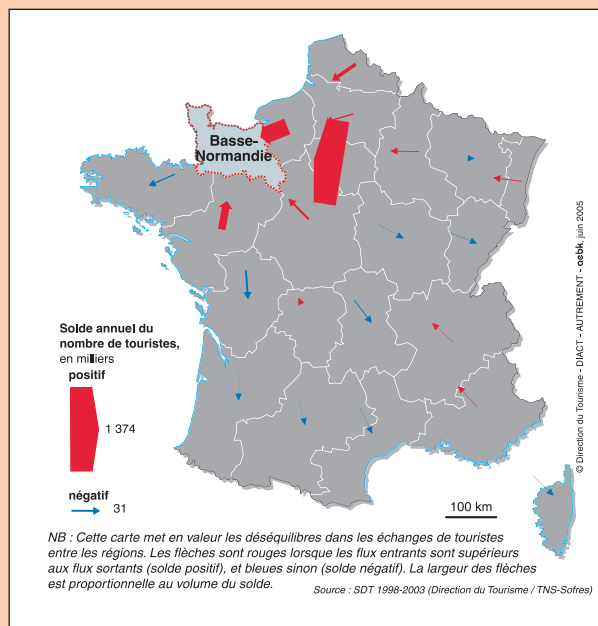 Basse-
Normandie
Solde annuel du
nombre de touristes,
en milliers
positif
1 374
négatif
31
100 km
© Direction du Tourisme - DIACT - AUTREMENT - oebk, juin 2005
NB : Cette carte met en valeur les déséquilibres dans les échanges de touristes
entre les régions. Les flèches sont rouges lorsque les flux entrants sont supérieurs
aux flux sortants (solde positif), et bleues sinon (solde négatif). La largeur des flèches
est proportionnelle au volume du solde.
Source : SDT 1998-2003 (Direction du Tourisme / TNS-Sofres)